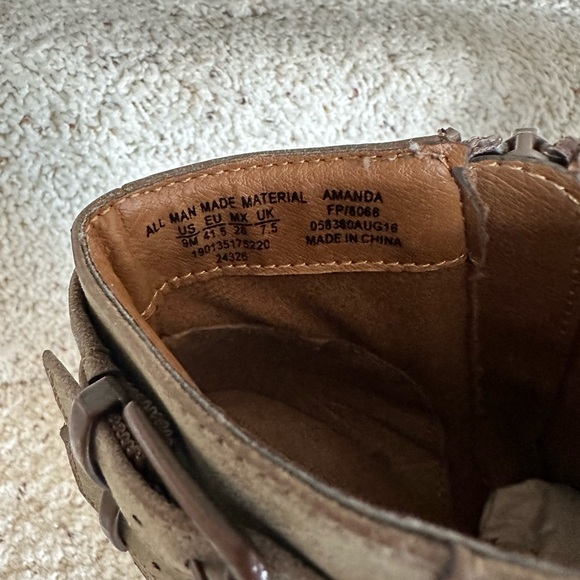 ALL MAN MADE MATERIAL
US EU MX UK
9M 41.5 26 7.5
190135175220
24326
AMANDA
FP/6066
058380AUG16
MADE IN CHINA